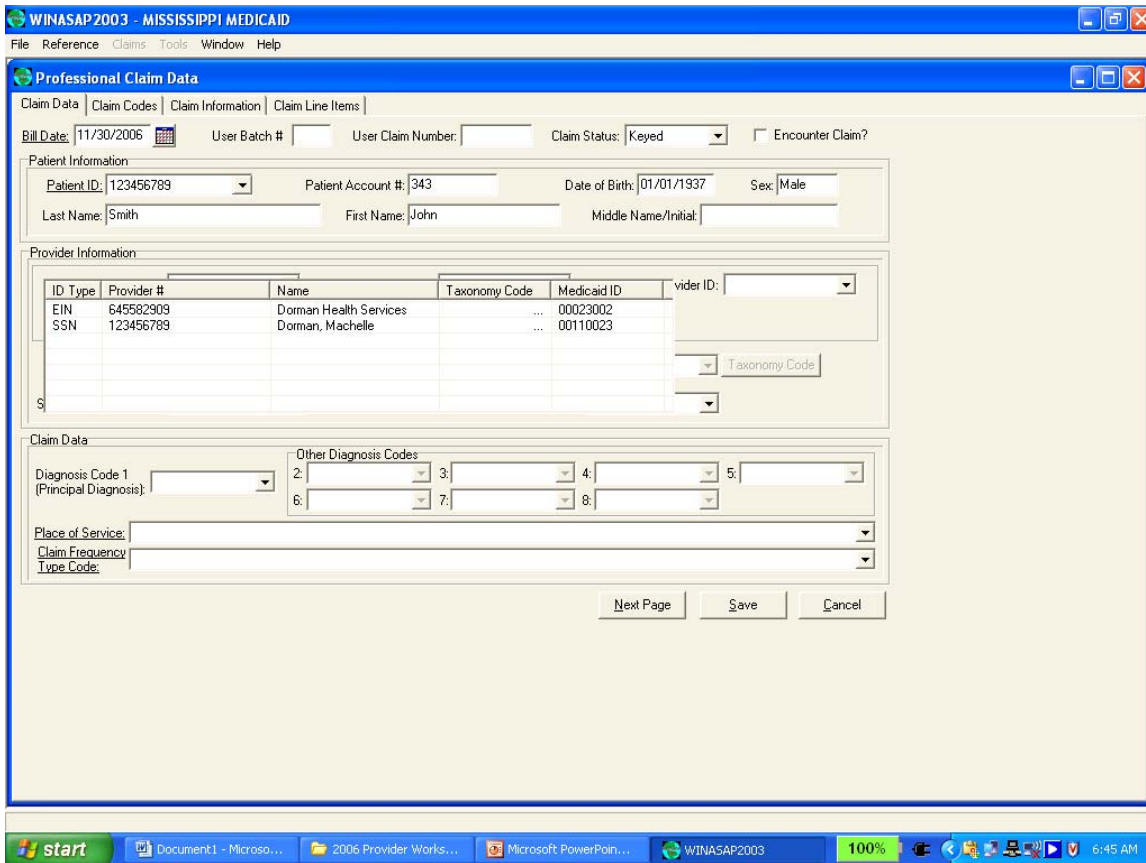 WINASAP2003 - MISSISSIPPI MEDICAID
File Reference Claims Tools Window Help
Professional Claim Data
Claim Data Claim Codes Claim Information Claim Line Items
Bill Date: 11/30/2006 User Batch # User Claim Number: Claim Status: Keyed Encounter Claim?
Patient Information
Patient ID: 123456789 Patient Account #: 343 Date of Birth: 01/01/1937 Sex: Male
Last Name: Smith First Name: John Middle Name/Initial:
Provider Information
ID Type Provider # Name Taxonomy Code Medicaid ID vider ID:
EIN 645582909 Dorman Health Services ... 00023002
SSN 123456789 Dorman, Machelle ... 00110023
Taxonomy Code
S
Claim Data
Other Diagnosis Codes
Diagnosis Code 1 2: 3: 4: 5:
(Principal Diagnosis): 6: 7: 8:
Place of Service:
Claim Frequency
Type Code:
Next Page Save Cancel
start Document1 - Microso... 2006 Provider Works... Microsoft PowerPoin... WINASAP2003 100% 6:45 AM